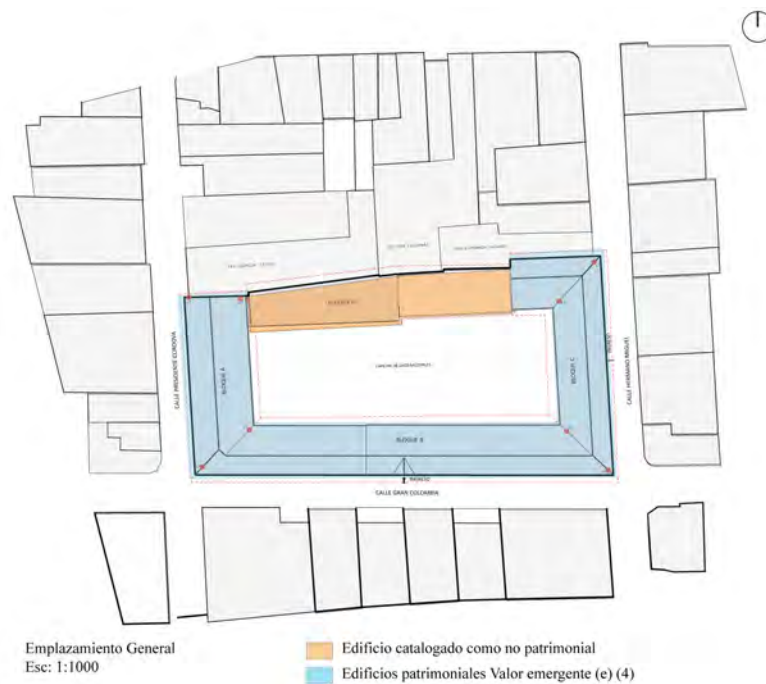 BLOQUE A
BLOQUE C
BLOQUE B
INGRESO
INGRESO
CALLE GRAN COLOMBIA
CALLE PRESIDENTE CORDOVA
CALLE HERMANO MIGUEL
Emplazamiento General
Esc: 1:1000
Edificio catalogado como no patrimonial
Edificios patrimoniales Valor emergente (e) (4)